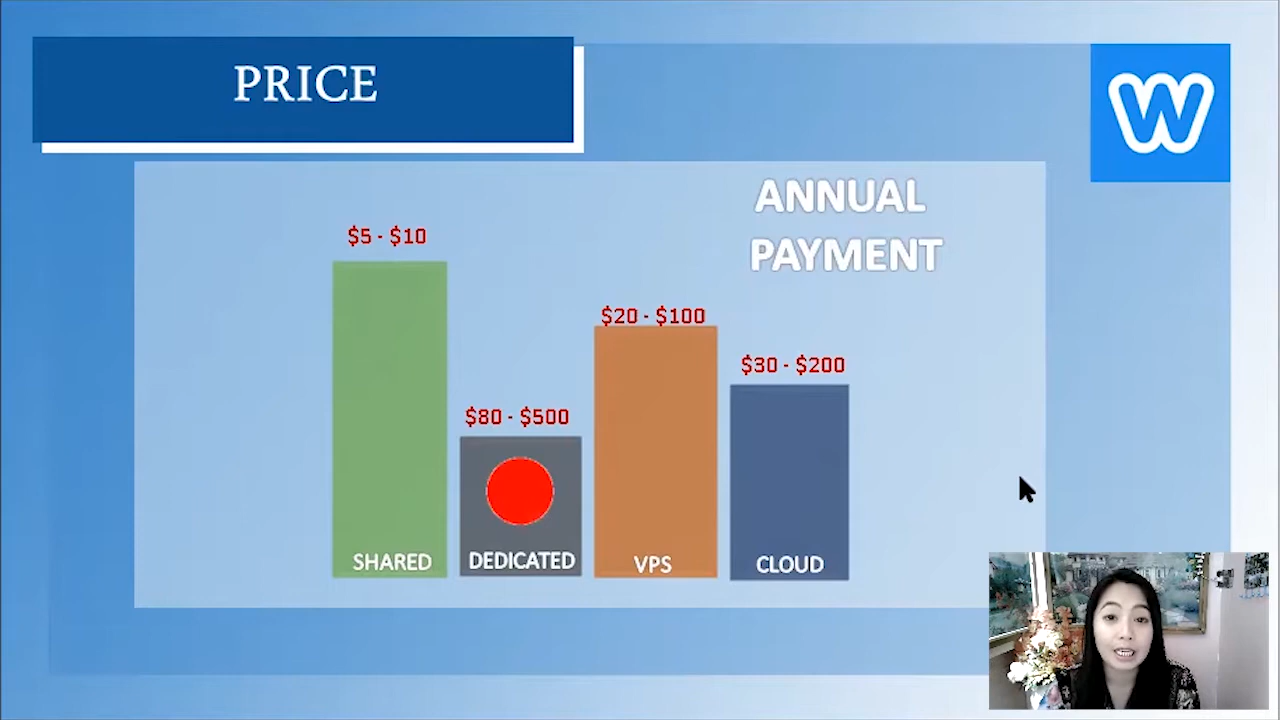 PRICE
W
ANNUAL
PAYMENT
$5 - $10
$20 - $100
$30 - $200
$80 - $500
SHARED
DEDICATED
VPS
CLOUD